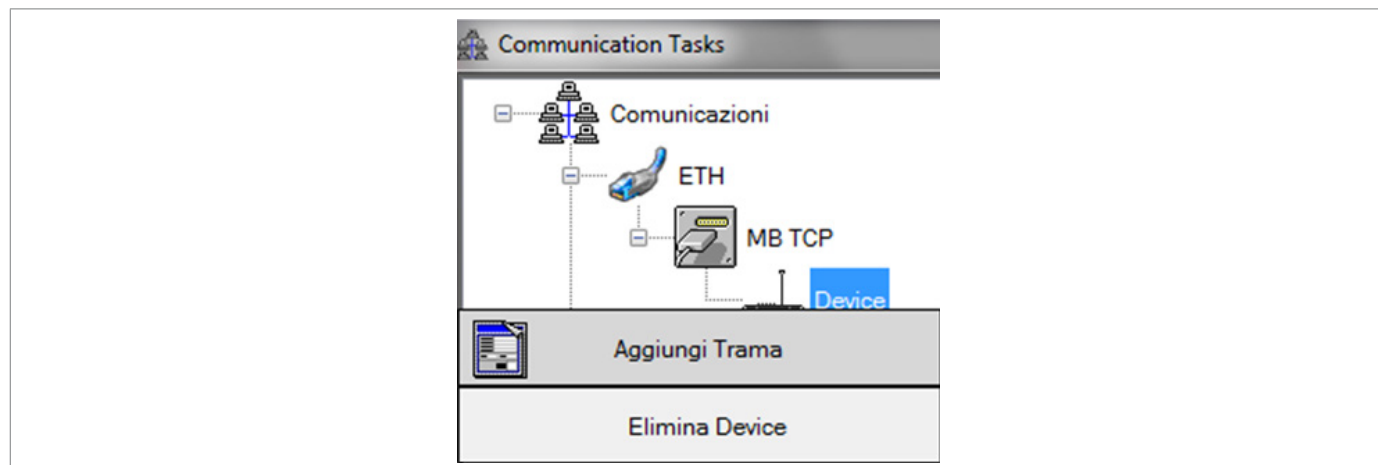 Communication Tasks
Comunicazioni
ETH
MB TCP
Device
Aggiungi Trama
Elimina Device